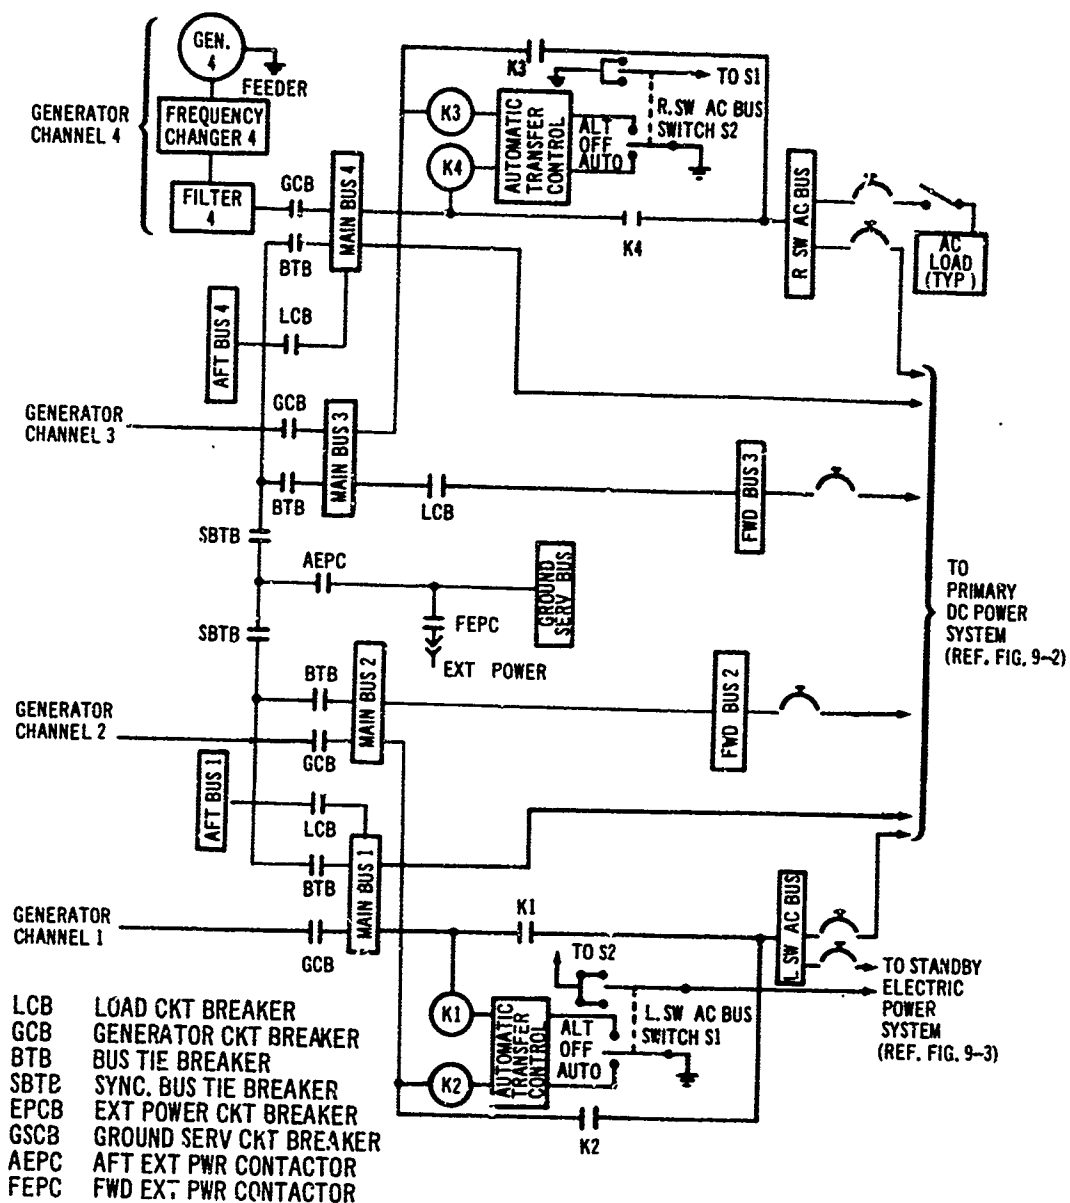 GEN.
4
FEEDER
GENERATOR
CHANNEL 4
FREQUENCY
CHANGER 4
FILTER
4
GCB
MAIN BUS 4
BTB
LCB
AFT BUS 4
K3
K3
K4
AUTOMATIC
TRANSFER
CONTROL
ALT
OFF
AUTO
TO S1
R.SW AC BUS
SWITCH S2
K4
R SW AC BUS
AC
LOAD
(TYP)
GENERATOR
CHANNEL 3
GCB
MAIN BUS 3
BTB
LCB
FWD BUS 3
SBTB
AEPC
GROUND
SERV BUS
FEPC
EXT POWER
SBTB
TO
PRIMARY
DC POWER
SYSTEM
(REF. FIG. 9-2)
BTB
MAIN BUS 2
FWD BUS 2
GENERATOR
CHANNEL 2
GCB
AFT BUS 1
LCB
MAIN BUS 1
BTB
GENERATOR
CHANNEL 1
GCB
K1
L SW AC BUS
TO S2
K1
K2
AUTOMATIC
TRANSFER
CONTROL
ALT
OFF
AUTO
L.SW AC BUS
SWITCH S1
TO STANDBY
ELECTRIC
POWER
SYSTEM
(REF. FIG. 9-3)
K2
LCB LOAD CKT BREAKER
GCB GENERATOR CKT BREAKER
BTB BUS TIE BREAKER
SBTB SYNC. BUS TIE BREAKER
EPCB EXT POWER CKT BREAKER
GSCB GROUND SERV CKT BREAKER
AEPC AFT EXT PWR CONTACTOR
FEPC FWD EXT PWR CONTACTOR